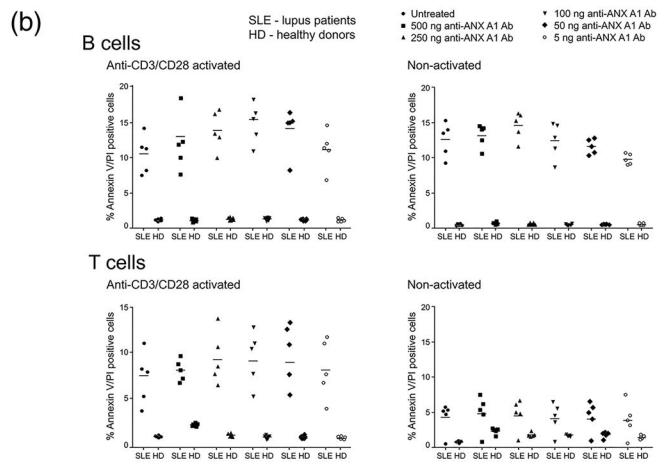 (b)
SLE - lupus patients
HD - healthy donors
Untreated
500 ng anti-ANX A1 Ab
250 ng anti-ANX A1 Ab
100 ng anti-ANX A1 Ab
50 ng anti-ANX A1 Ab
5 ng anti-ANX A1 Ab
B cells
Anti-CD3/CD28 activated
% Annexin V/PI positive cells
20
15
10
5
0
SLE HD SLE HD SLE HD SLE HD SLE HD SLE HD
Non-activated
% Annexin V/PI positive cells
20
15
10
5
0
SLE HD SLE HD SLE HD SLE HD SLE HD SLE HD
T cells
Anti-CD3/CD28 activated
% Annexin V/PI positive cells
15
10
5
0
SLE HD SLE HD SLE HD SLE HD SLE HD SLE HD
Non-activated
% Annexin V/PI positive cells
15
10
5
0
SLE HD SLE HD SLE HD SLE HD SLE HD SLE HD